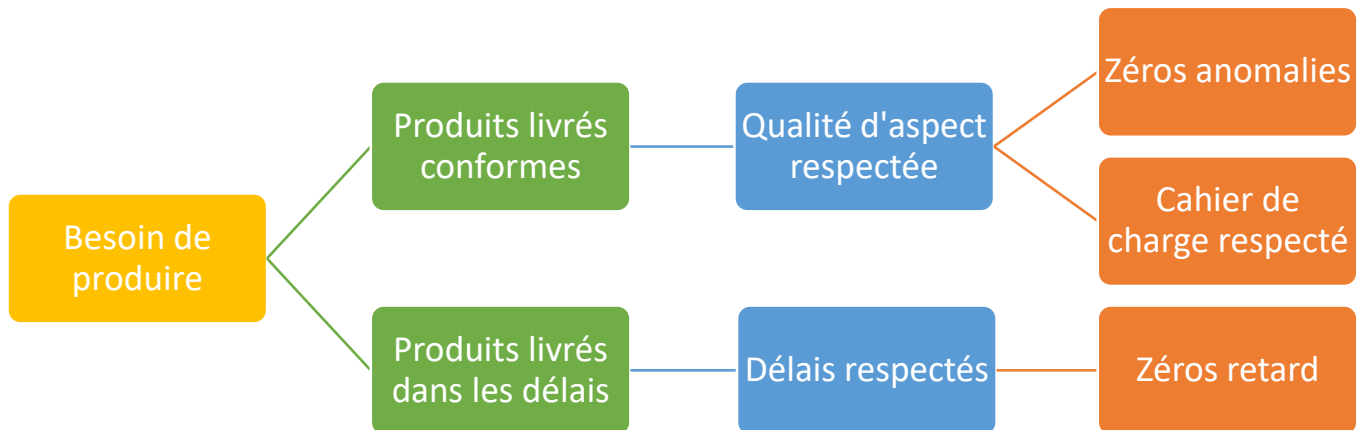 Zéros anomalies
Produits livrés
conformes
Qualité d'aspect
respectée
Cahier de
charge respecté
Besoin de
produire
Produits livrés
dans les délais
Délais respectés
Zéros retard